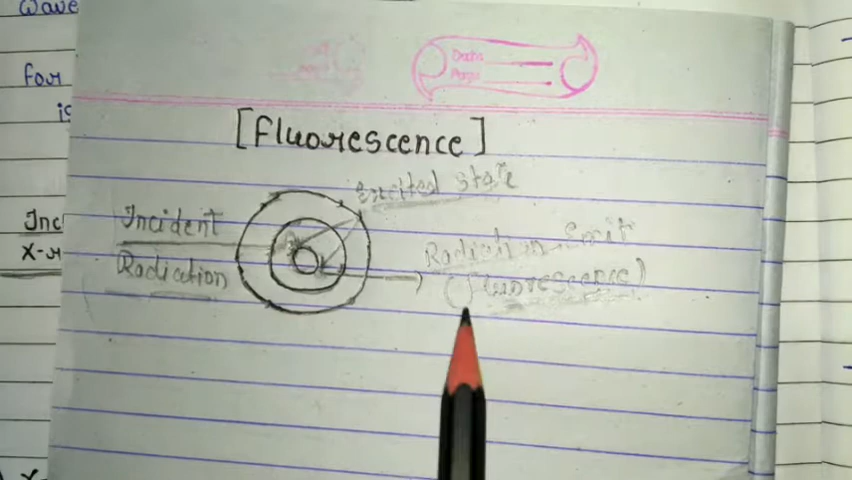 wave
for
is
Date
Page
[Fluorescence]
Excited state
Incident
Radiation
Inc
X-r
Radiation Emit
(Fluorescence)